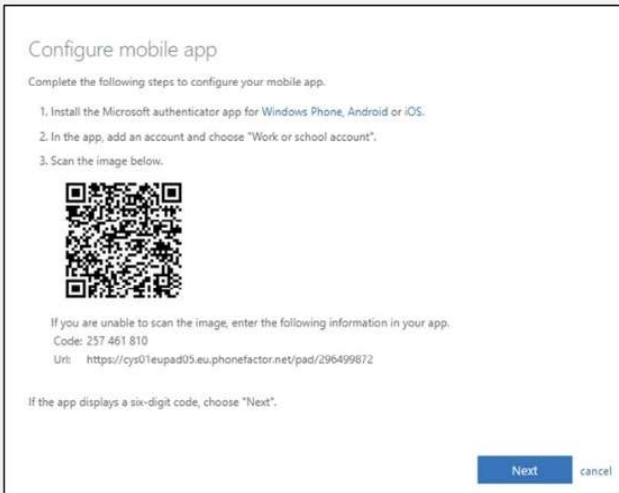 Configure mobile app
Complete the following steps to configure your mobile app.
1. Install the Microsoft authenticator app for Windows Phone, Android or iOS.
2. In the app, add an account and choose "Work or school account".
3. Scan the image below.
If you are unable to scan the image, enter the following information in your app.
Code: 257 461 810
Url: https://cys01eupad05.eu.phonefactor.net/pad/296499872
If the app displays a six-digit code, choose "Next".
Next cancel